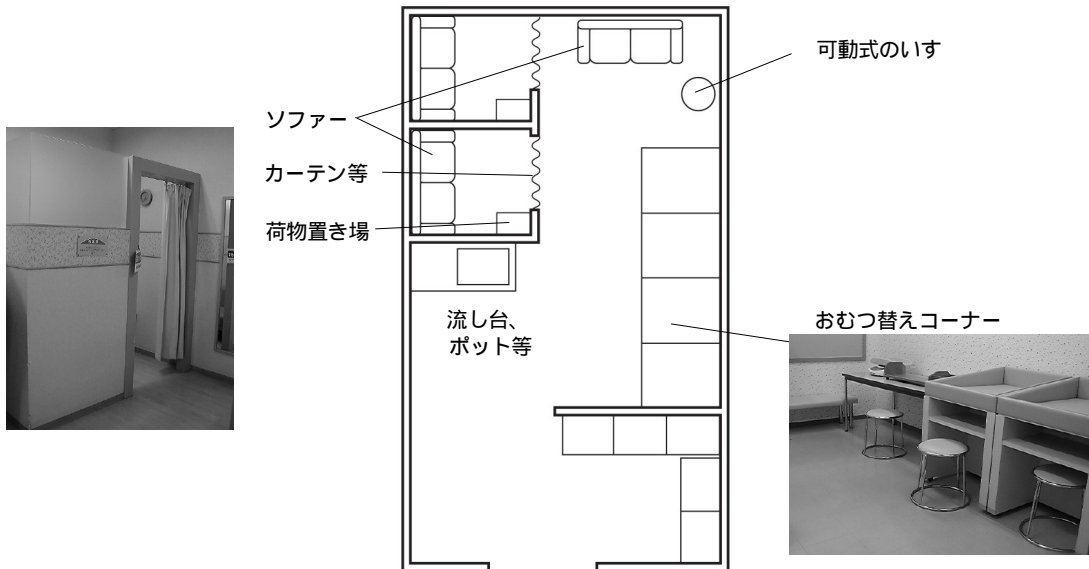 可動式のいす
ソファー
カーテン等
荷物置き場
流し台、
ポット等
おむつ替えコーナー